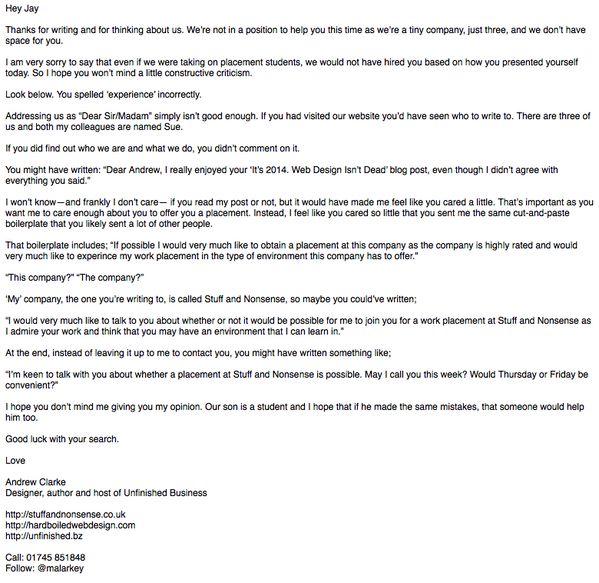 Hey Jay
Thanks for writing and for thinking about us. We're not in a position to help you this time as we're a tiny company, just three, and we don't have
space for you.
I am very sorry to say that even if we were taking on placement students, we would not have hired you based on how you presented yourself
today. So I hope you won't mind a little constructive criticism.
Look below. You spelled ‘experience’ incorrectly.
Addressing us as “Dear Sir/Madam” simply isn't good enough. If you had visited our website you'd have seen who to write to. There are three of
us and both my colleagues are named Sue.
If you did find out who we are and what we do, you didn't comment on it.
You might have written: “Dear Andrew, I really enjoyed your ‘It's 2014. Web Design Isn't Dead’ blog post, even though I didn't agree with
everything you said.”
I won't know—and frankly I don't care— if you read my post or not, but it would have made me feel like you cared a little. That's important as you
want me to care enough about you to offer you a placement. Instead, I feel like you cared so little that you sent me the same cut-and-paste
boilerplate that you likely sent a lot of other people.
That boilerplate includes; “If possible I would very much like to obtain a placement at this company as the company is highly rated and would
very much like to experince my work placement in the type of environment this company has to offer.”
“This company?” “The company?”
‘My’ company, the one you're writing to, is called Stuff and Nonsense, so maybe you could've written;
“I would very much like to talk to you about whether or not it would be possible for me to join you for a work placement at Stuff and Nonsense as
I admire your work and think that you may have an environment that I can learn in.”
At the end, instead of leaving it up to me to contact you, you might have written something like;
“I'm keen to talk with you about whether a placement at Stuff and Nonsense is possible. May I call you this week? Would Thursday or Friday be
convenient?”
I hope you don't mind me giving you my opinion. Our son is a student and I hope that if he made the same mistakes, that someone would help
him too.
Good luck with your search.
Love
Andrew Clarke
Designer, author and host of Unfinished Business
http://stuffandnonsense.co.uk
http://hardboiledwebdesign.com
http://unfinished.bz
Call: 01745 851848
Follow: @malarkey